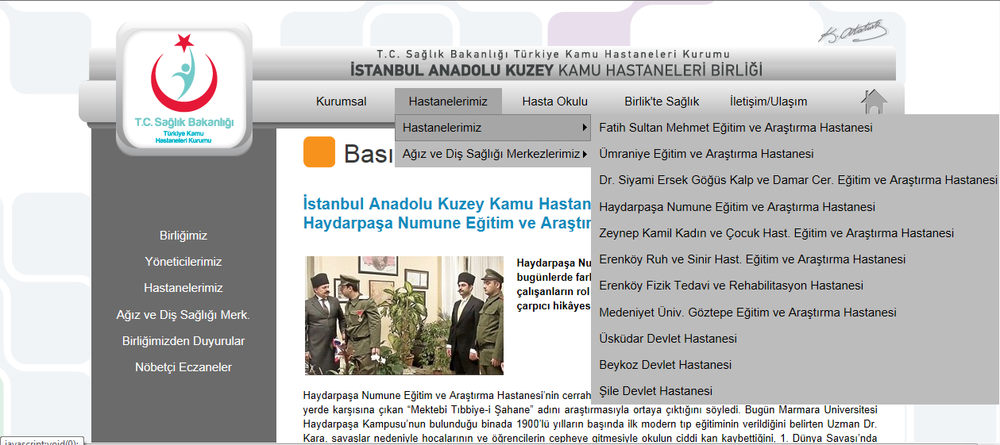 K. Atatürk
T.C. Sağlık Bakanlığı Türkiye Kamu Hastaneleri Kurumu
İSTANBUL ANADOLU KUZEY KAMU HASTANELERİ BİRLİĞİ
T.C. Sağlık Bakanlığı
Türkiye Kamu
Hastaneleri Kurumu
Kurumsal
Hastanelerimiz
Hasta Okulu
Birlik'te Sağlık
İletişim/Ulaşım
Hastanelerimiz
Ağız ve Diş Sağlığı Merkezlerimiz
Fatih Sultan Mehmet Eğitim ve Araştırma Hastanesi
Ümraniye Eğitim ve Araştırma Hastanesi
Dr. Siyami Ersek Göğüs Kalp ve Damar Cer. Eğitim ve Araştırma Hastanesi
Haydarpaşa Numune Eğitim ve Araştırma Hastanesi
Zeynep Kamil Kadın ve Çocuk Hast. Eğitim ve Araştırma Hastanesi
Erenköy Ruh ve Sinir Hast. Eğitim ve Araştırma Hastanesi
Erenköy Fizik Tedavi ve Rehabilitasyon Hastanesi
Medeniyet Üniv. Göztepe Eğitim ve Araştırma Hastanesi
Üsküdar Devlet Hastanesi
Beykoz Devlet Hastanesi
Şile Devlet Hastanesi
Birliğimiz
Yöneticilerimiz
Hastanelerimiz
Ağız ve Diş Sağlığı Merk.
Birliğimizden Duyurular
Nöbetçi Eczaneler
Bası
İstanbul Anadolu Kuzey Kamu Hastan
Haydarpaşa Numune Eğitim ve Araştır
Haydarpaşa Nu
bugünlerde farl
çalışanların rol
çarpıcı hikâyes
Haydarpaşa Numune Eğitim ve Araştırma Hastanesi’nin cerrah
yerde karşısına çıkan “Mektebi Tıbbiye-i Şahane” adını araştırmasıyla ortaya çıktığını söyledi. Bugün Marmara Üniversitesi
Haydarpaşa Kampusu’nun bulunduğu binada 1900’lü yılların başında ilk modern tıp eğitiminin verildiğini belirten Uzman Dr.
Kara, savaşlar nedeniyle hocalarının ve öğrencilerin cepheye gitmesiyle okulun ciddi kan kaybettiğini, 1. Dünya Savaşı’nda
javascript:void(0);